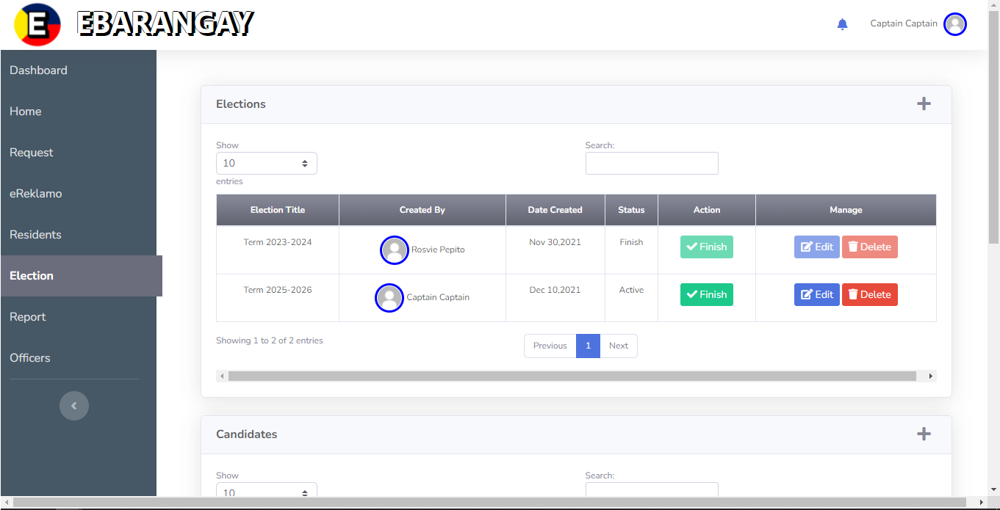 E EBARANGAY
Captain Captain
Dashboard
Home
Request
eReklamo
Residents
Election
Report
Officers
Elections
Show
10
entries
Search:
Election Title Created By Date Created Status Action Manage
Term 2023-2024 Rosvie Pepito Nov 30,2021 Finish Finish Edit Delete
Term 2025-2026 Captain Captain Dec 10,2021 Active Finish Edit Delete
Showing 1 to 2 of 2 entries
Previous 1 Next
Candidates
Show
10
Search: